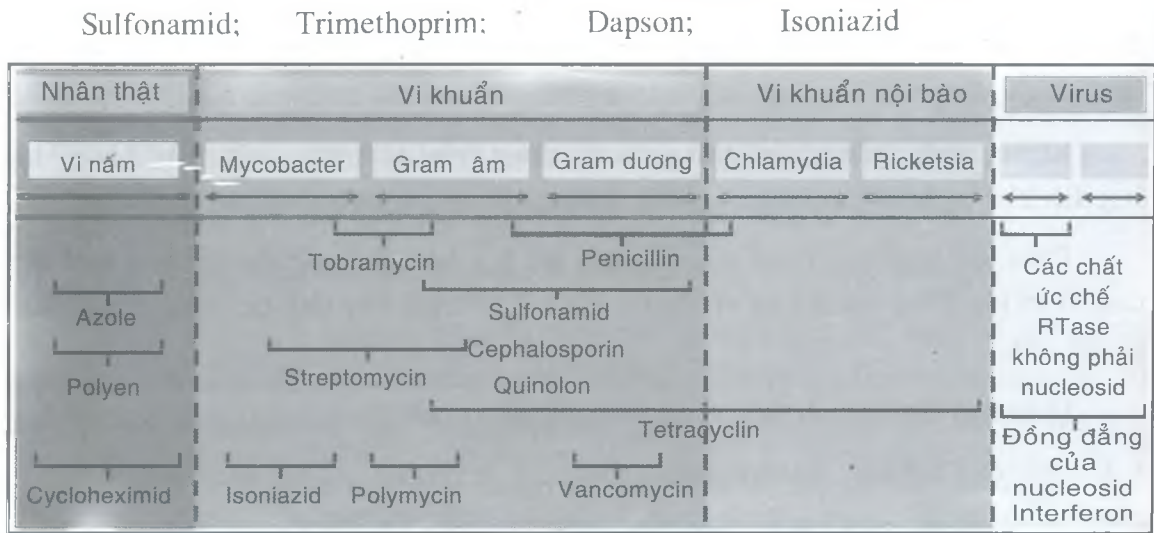 Sulfonamid; Trimethoprim; Dapson; Isoniazid
Nhân thật Vi khuẩn Vi khuẩn nội bào Virus
Vi nấm Mycobacter Gram âm Gram dương Chlamydia Ricketsia
Tobramycin Penicillin
Các chất
ức chế
RTase
không phải
nucleosid
Azole Sulfonamid
Cephalosporin
Polyen Streptomycin Quinolon
Tetracyclin
Đồng đẳng
của
nucleosid
Interferon
Cycloheximid Isoniazid Polymycin Vancomycin